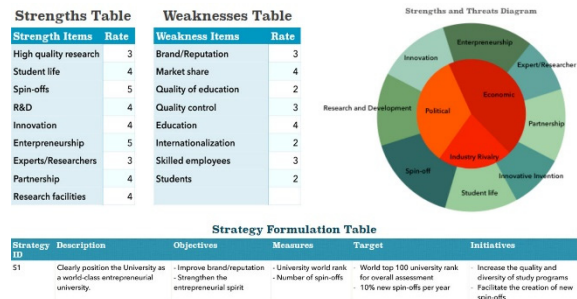 Strengths Table
Strength Items Rate
High quality research 3
Student life 4
Spin-offs 5
R&D 4
Innovation 4
Enterpreneurship 5
Experts/Researchers 3
Partnership 4
Research facilities 4
Weaknesses Table
Weakness Items Rate
Brand/Reputation 3
Market share 4
Quality of education 2
Quality control 3
Education 4
Internationalization 2
Skilled employees 3
Students 2
Strengths and Threats Diagram
Enterpreneurship
Innovation
Expert/Researcher
Economic
Research and Development
Political
Partnership
Industry Rivalry
Spin-off
Innovative Invention
Student life
Strategy Formulation Table
Strategy ID Description Objectives Measures Target Initiatives
S1 Clearly position the University as - Improve brand/reputation - University world rank - World top 100 university rank - Increase the quality and
a world-class entrepreneurial - Strengthen the - Number of spin-offs for overall assessment diversity of study programs
university. entrepreneurial spirit - 10% new spin-offs per year - Facilitate the creation of new
spin-offs